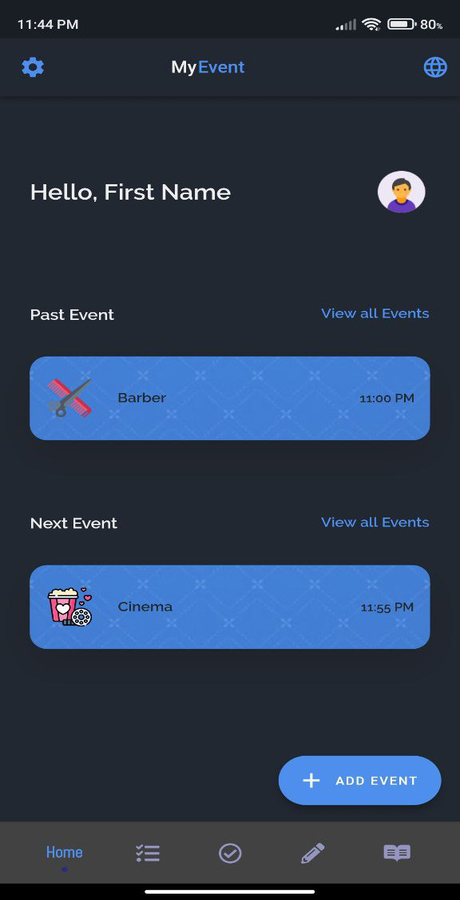 11:44 PM 80%
MyEvent
Hello, First Name
Past Event View all Events
Barber 11:00 PM
Next Event View all Events
Cinema 11:55 PM
ADD EVENT
Home